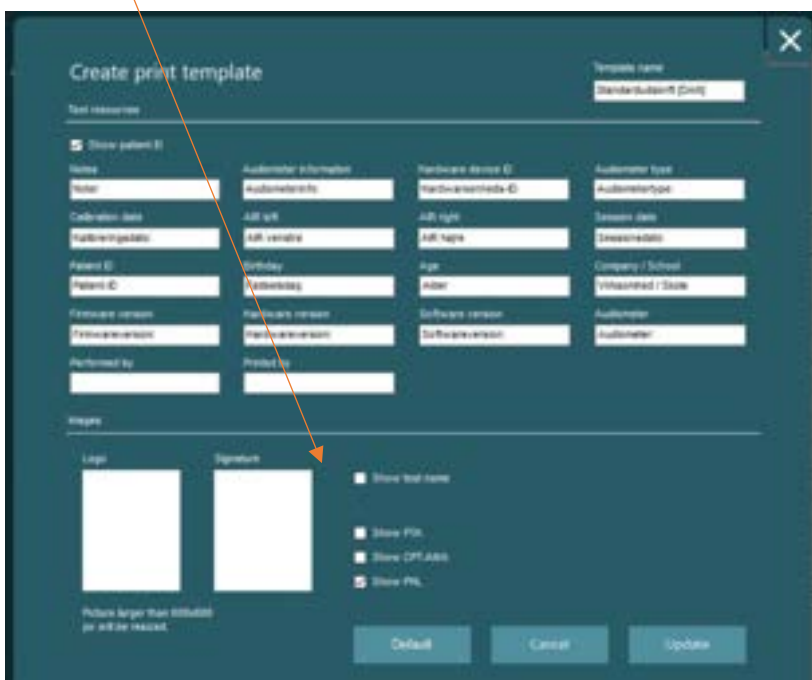 Create print template
Template name
Standardudskrift [Dansk]
Text resources
Show patient ID
Notes
Audiometer information
Hardware device ID
Audiometer type
Noter
AudiometerInfo
Hardwareenheds-ID
Audiometertype
Calibration date
AIR left
AIR right
Session date
Kalibreringsdato
AIR venstre
AIR højre
Sessionsdato
Patient ID
Birthday
Age
Company / School
Patient ID
Fødselsdag
Alder
Virksomhed / Skole
Firmware version
Hardware version
Software version
Audiometer
Firmwareversion
Hardwareversion
Softwareversion
Audiometer
Performed by
Printed by
Images
Logo
Signature
Show test name
Show PTA
Show CPT-AMA
Show PHL
Picture larger than 600x600
px will be resized.
Default
Cancel
Update